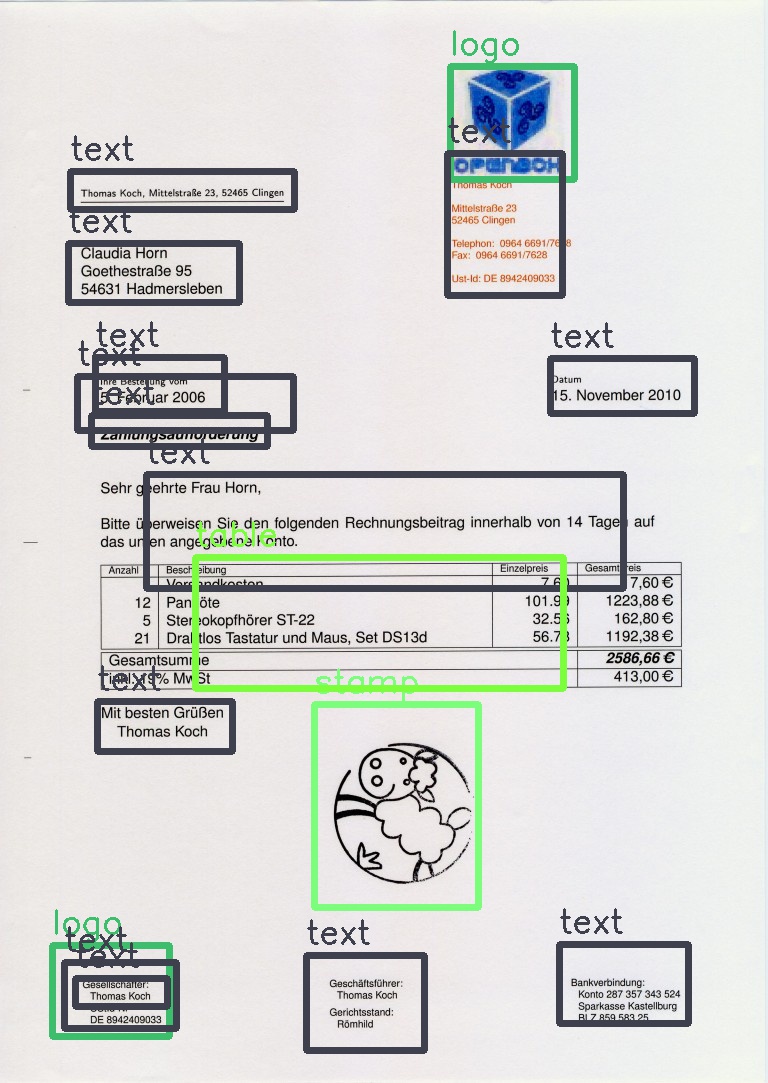 logo
text
OPENBOX
text
Thomas Koch, Mittelstraße 23, 52465 Clingen
Thomas Koch
Mittelstraße 23
52465 Clingen
Telephon: 0964 6691/7628
Fax: 0964 6691/7628
Ust-Id: DE 8942409033
text
Claudia Horn
Goethestraße 95
54631 Hadmersleben
text
text
Ihre Bestellung vom
5. Februar 2006
text
Datum
15. November 2010
text
Zahlungsaufforderung
text
Sehr geehrte Frau Horn,
Bitte überweisen Sie den folgenden Rechnungsbeitrag innerhalb von 14 Tagen auf
das unten angegebene Konto.
table
Anzahl Beschreibung Einzelpreis Gesamtpreis
Versandkosten 7.60 7,60 €
12 Pantöte 101.99 1223,88 €
5 Stereokopfhörer ST-22 32.56 162,80 €
21 Drahtlos Tastatur und Maus, Set DS13d 56.78 1192,38 €
Gesamtsumme 2586,66 €
inkl. 19% MwSt 413,00 €
text
Mit besten Grüßen
Thomas Koch
stamp
logo
text
text
Gesellschafter:
Thomas Koch
DE 8942409033
text
Geschäftsführer:
Thomas Koch
Gerichtsstand:
Römhild
text
Bankverbindung:
Konto 287 357 343 524
Sparkasse Kastellburg
BLZ 859 583 25